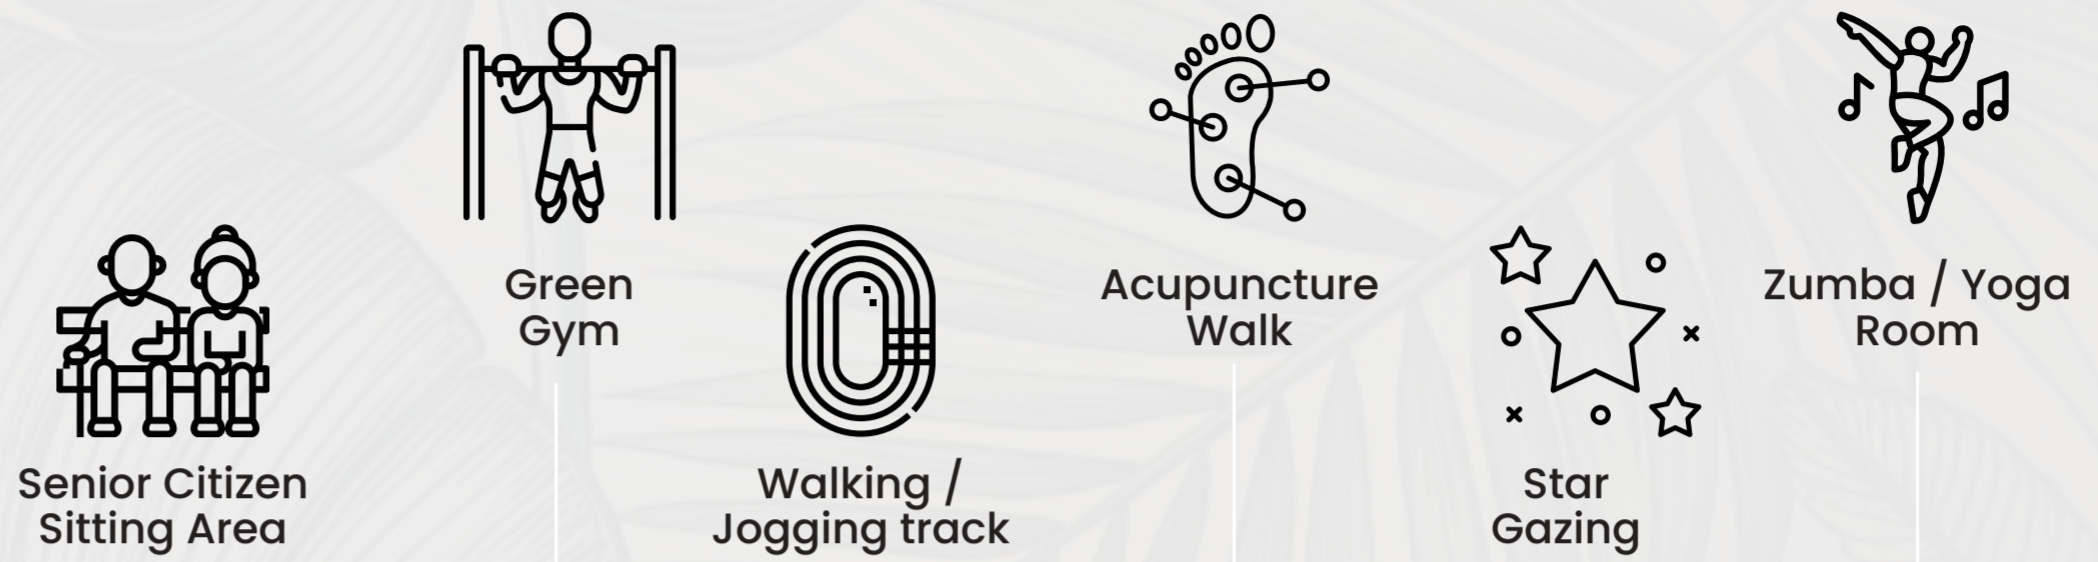 Senior Citizen
Sitting Area
Green
Gym
Walking /
Jogging track
Acupuncture
Walk
Star
Gazing
Zumba / Yoga
Room